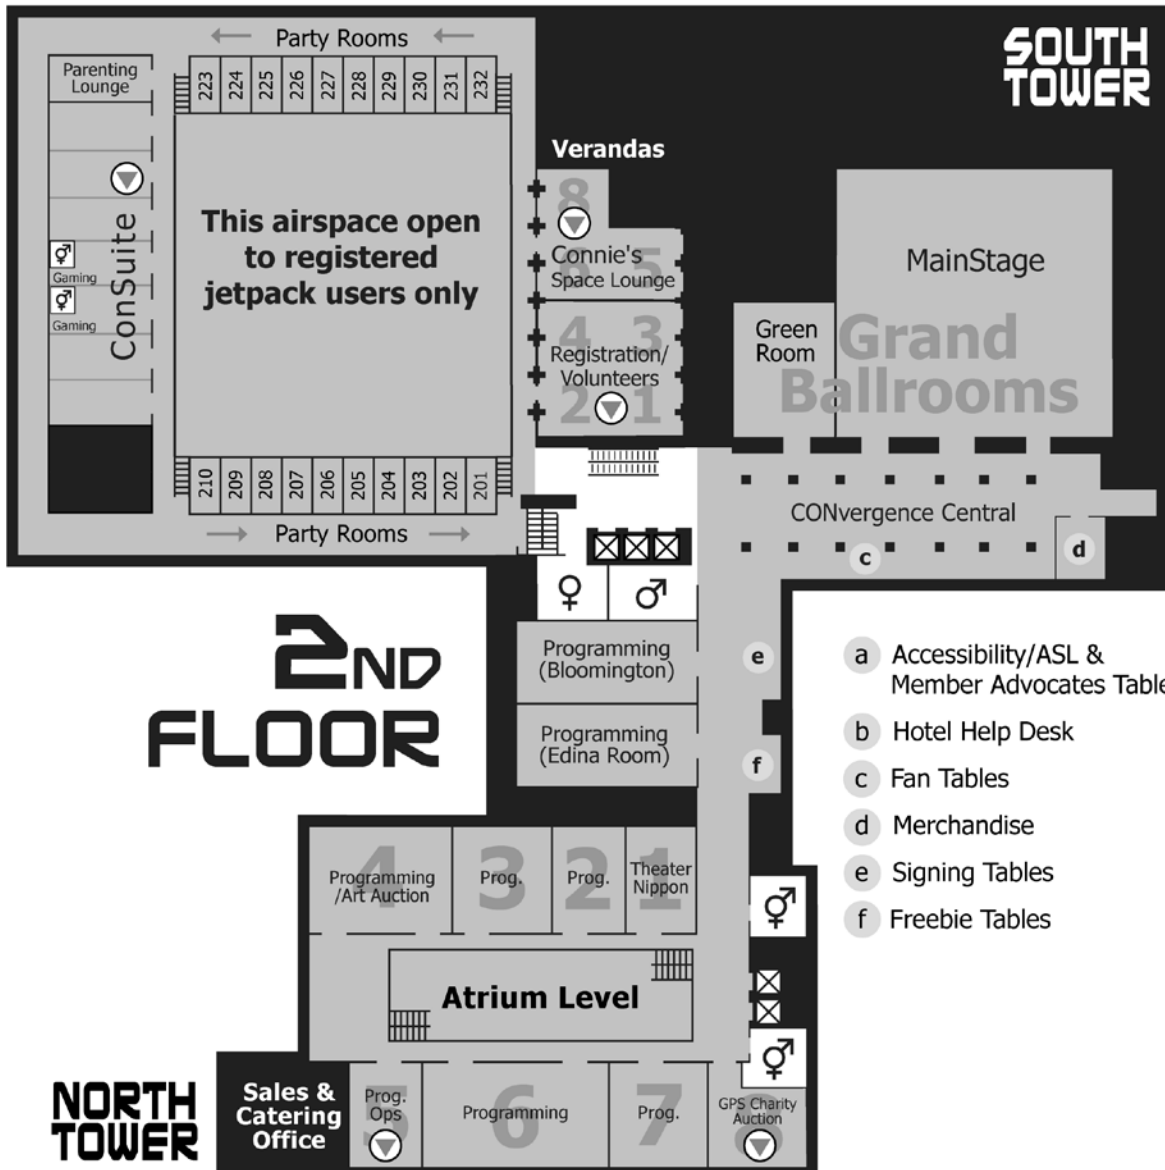 Party Rooms
SOUTH
TOWER
Parenting
Lounge
223
224
225
226
227
228
229
230
231
232
Verandas
ConSuite
This airspace open
to registered
jetpack users only
8
Connie's
6 5
Space Lounge
Gaming
Gaming
4 3
Registration/
Volunteers
2 1
MainStage
Green
Room
Grand
Ballrooms
210
209
208
207
206
205
204
203
202
201
Party Rooms
CONvergence Central
c
d
2ND
FLOOR
Programming
(Bloomington)
e
Programming
(Edina Room)
f
a Accessibility/ASL &
Member Advocates Table
b Hotel Help Desk
c Fan Tables
d Merchandise
e Signing Tables
f Freebie Tables
4
Programming
/Art Auction
3
Prog.
2
Prog.
1
Theater
Nippon
Atrium Level
NORTH
TOWER
Sales &
Catering
Office
5
Prog.
Ops
6
Programming
7
Prog.
8
GPS Charity
Auction